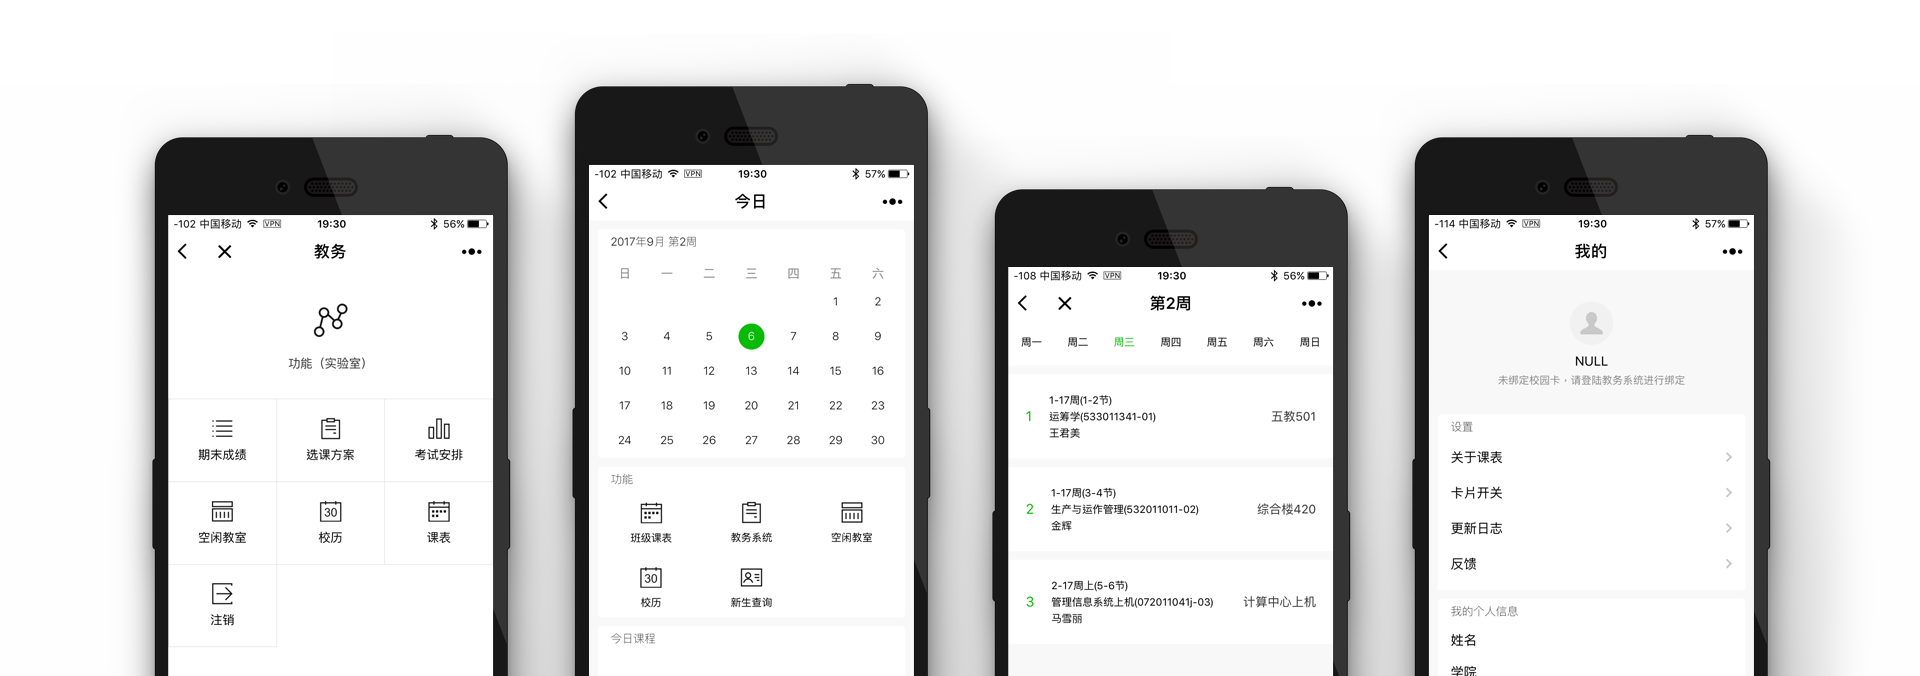 -102 中国移动 VPN 19:30 56%
教务
功能（实验室）
期末成绩 选课方案 考试安排
30
空闲教室 校历 课表
注销
-102 中国移动 VPN 19:30 57%
今日
2017年9月 第2周
日 一 二 三 四 五 六
1 2
3 4 5 6 7 8 9
10 11 12 13 14 15 16
17 18 19 20 21 22 23
24 25 26 27 28 29 30
功能
班级课表 教务系统 空闲教室
30
校历 新生查询
今日课程
-108 中国移动 VPN 19:30 56%
第2周
周一 周二 周三 周四 周五 周六 周日
1-17周(1-2节)
1 运筹学(533011341-01) 五教501
王君美
1-17周(3-4节)
2 生产与运作管理(532011011-02) 综合楼420
金辉
2-17周上(5-6节)
3 管理信息系统上机(072011041j-03) 计算中心上机
马雪丽
-114 中国移动 VPN 19:30 57%
我的
NULL
未绑定校园卡，请登陆教务系统进行绑定
设置
关于课表
卡片开关
更新日志
反馈
我的个人信息
姓名
学院